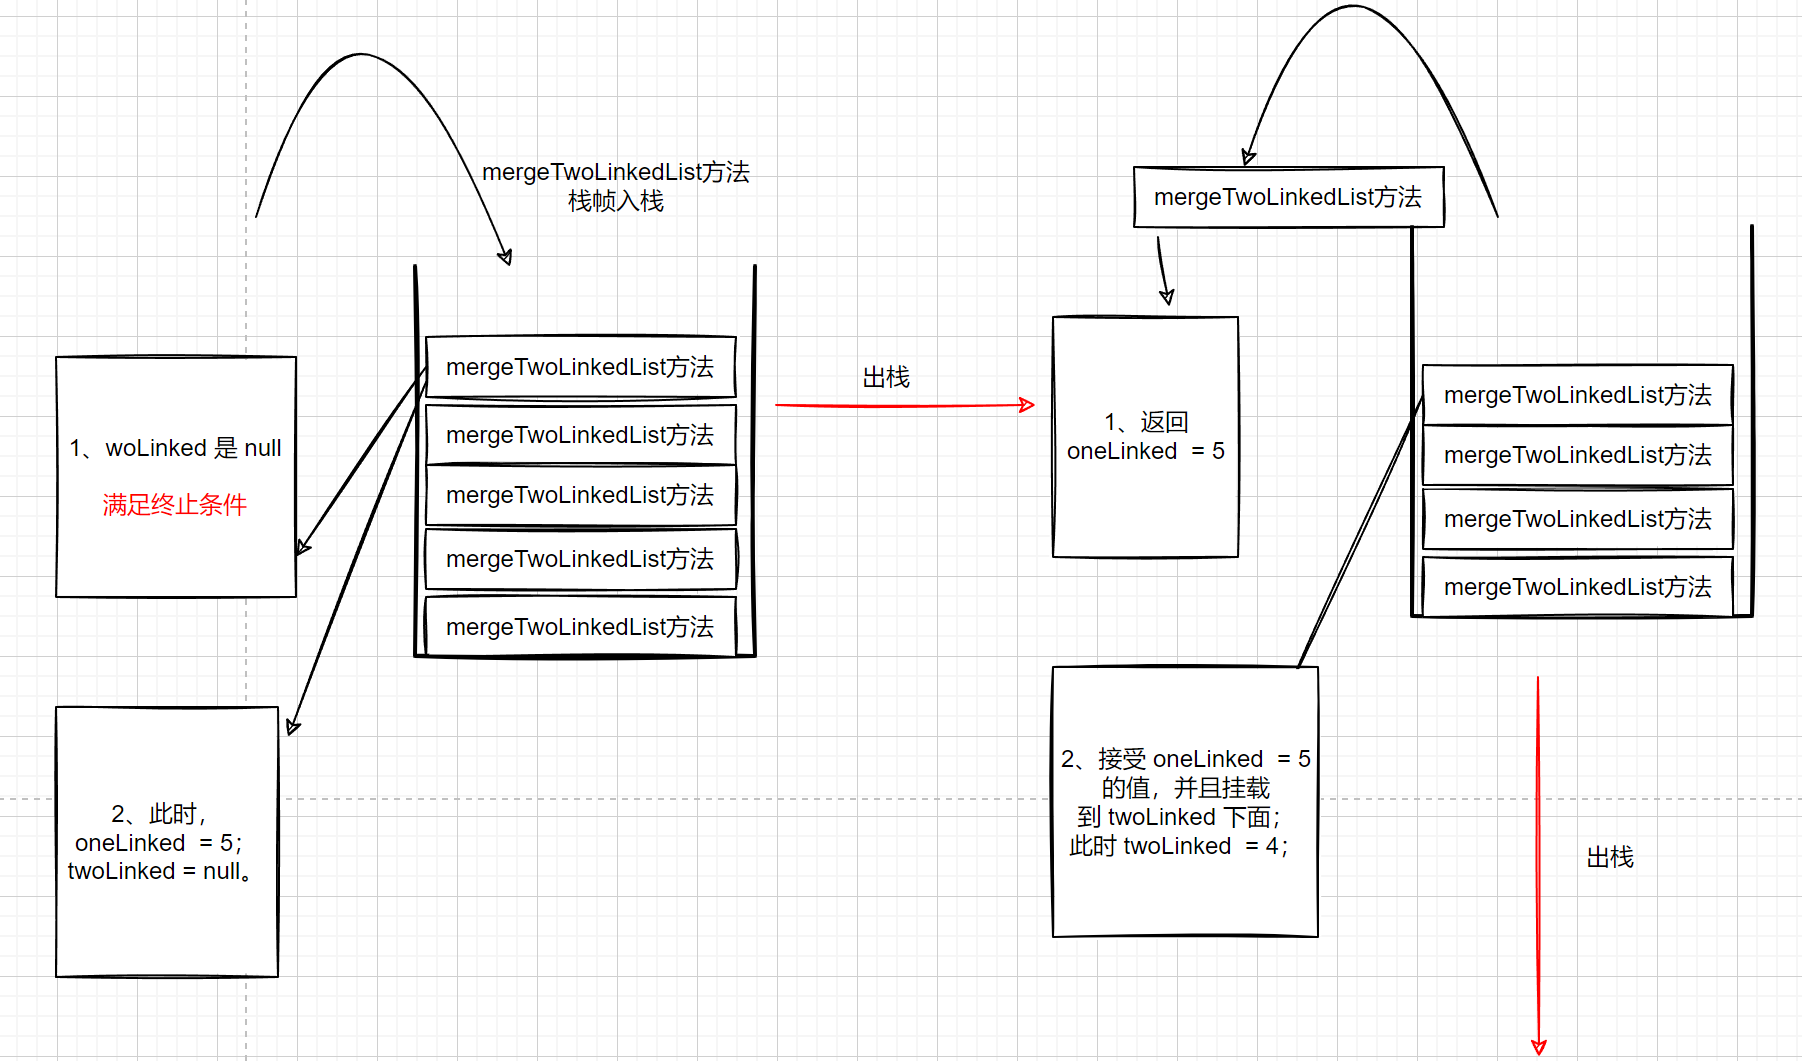 mergeTwoLinkedList方法
栈帧入栈
mergeTwoLinkedList方法
mergeTwoLinkedList方法
mergeTwoLinkedList方法
mergeTwoLinkedList方法
mergeTwoLinkedList方法
1、woLinked 是 null
满足终止条件
2、此时，
oneLinked = 5；
twoLinked = null。
出栈
mergeTwoLinkedList方法
1、返回
oneLinked = 5
mergeTwoLinkedList方法
mergeTwoLinkedList方法
mergeTwoLinkedList方法
mergeTwoLinkedList方法
2、接受 oneLinked = 5
的值，并且挂载
到 twoLinked 下面；
此时 twoLinked = 4；
出栈